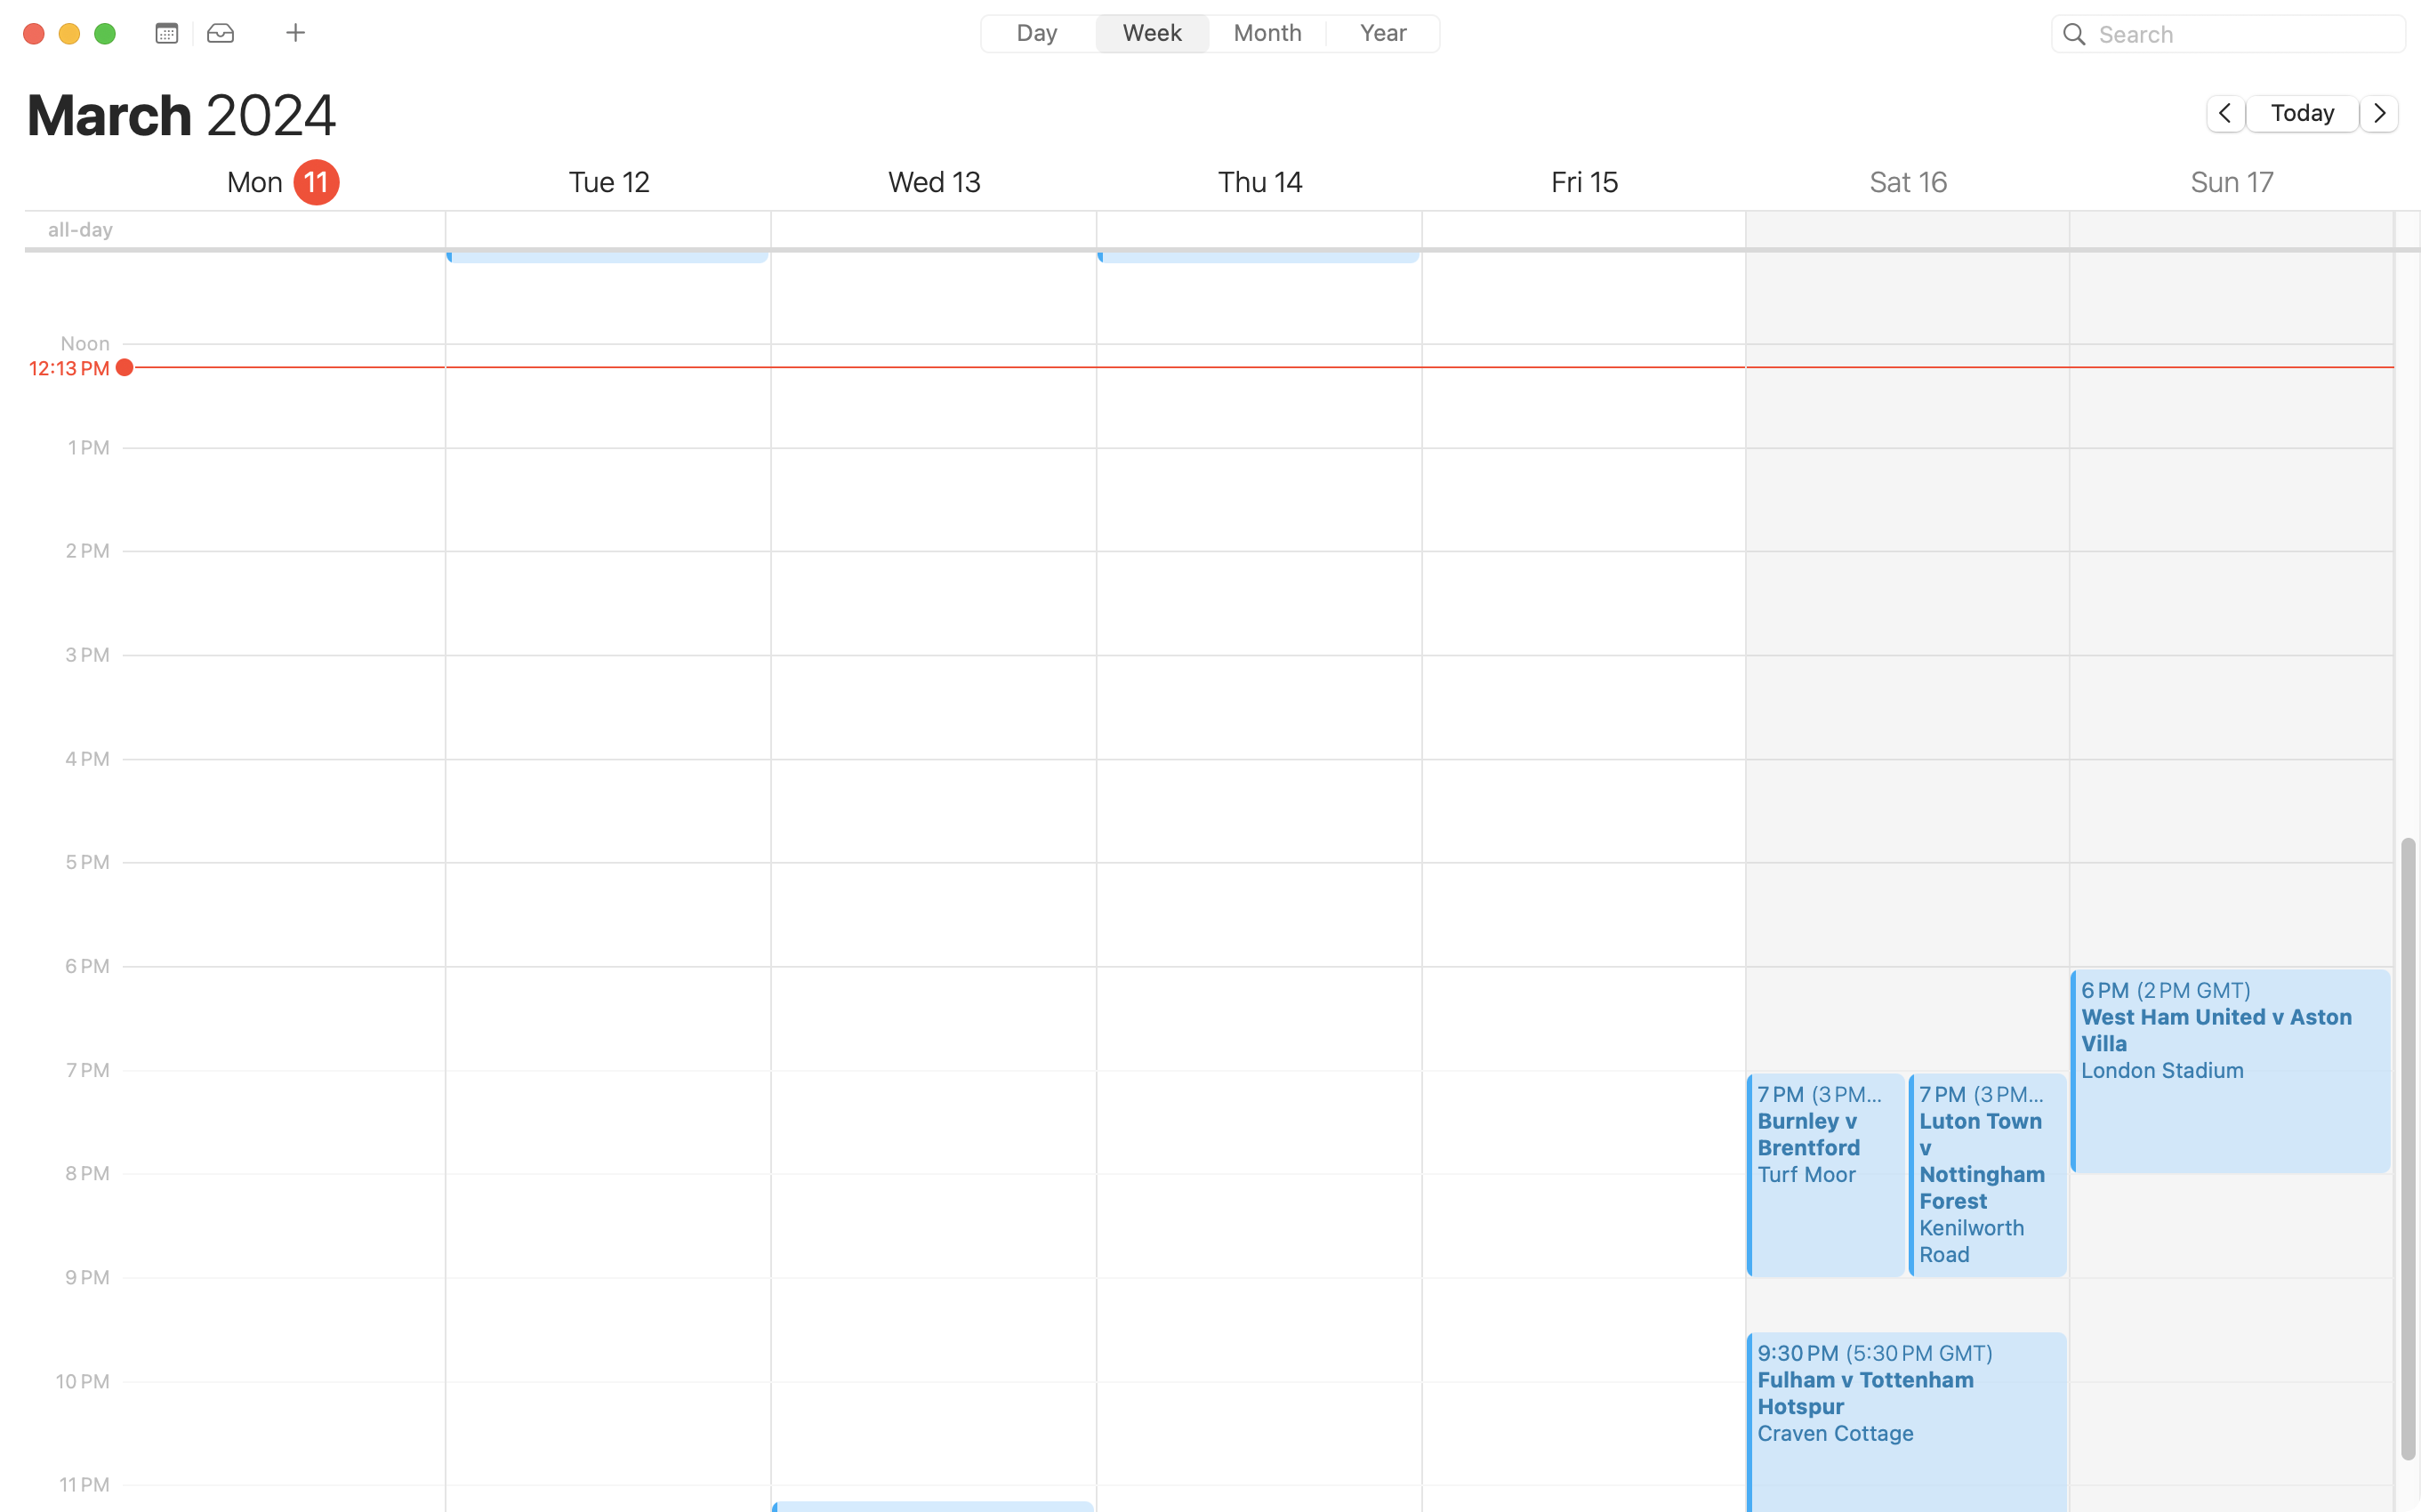 Day
Week
Month
Year
Search
March 2024
Today
Mon 11
Tue 12
Wed 13
Thu 14
Fri 15
Sat 16
Sun 17
all-day
Noon
12:13 PM
1 PM
2 PM
3 PM
4 PM
5 PM
6 PM
7 PM
8 PM
9 PM
10 PM
11 PM
7 PM (3 PM...
Burnley v
Brentford
Turf Moor
7 PM (3 PM...
Luton Town
v
Nottingham
Forest
Kenilworth
Road
9:30 PM (5:30 PM GMT)
Fulham v Tottenham
Hotspur
Craven Cottage
6 PM (2 PM GMT)
West Ham United v Aston
Villa
London Stadium